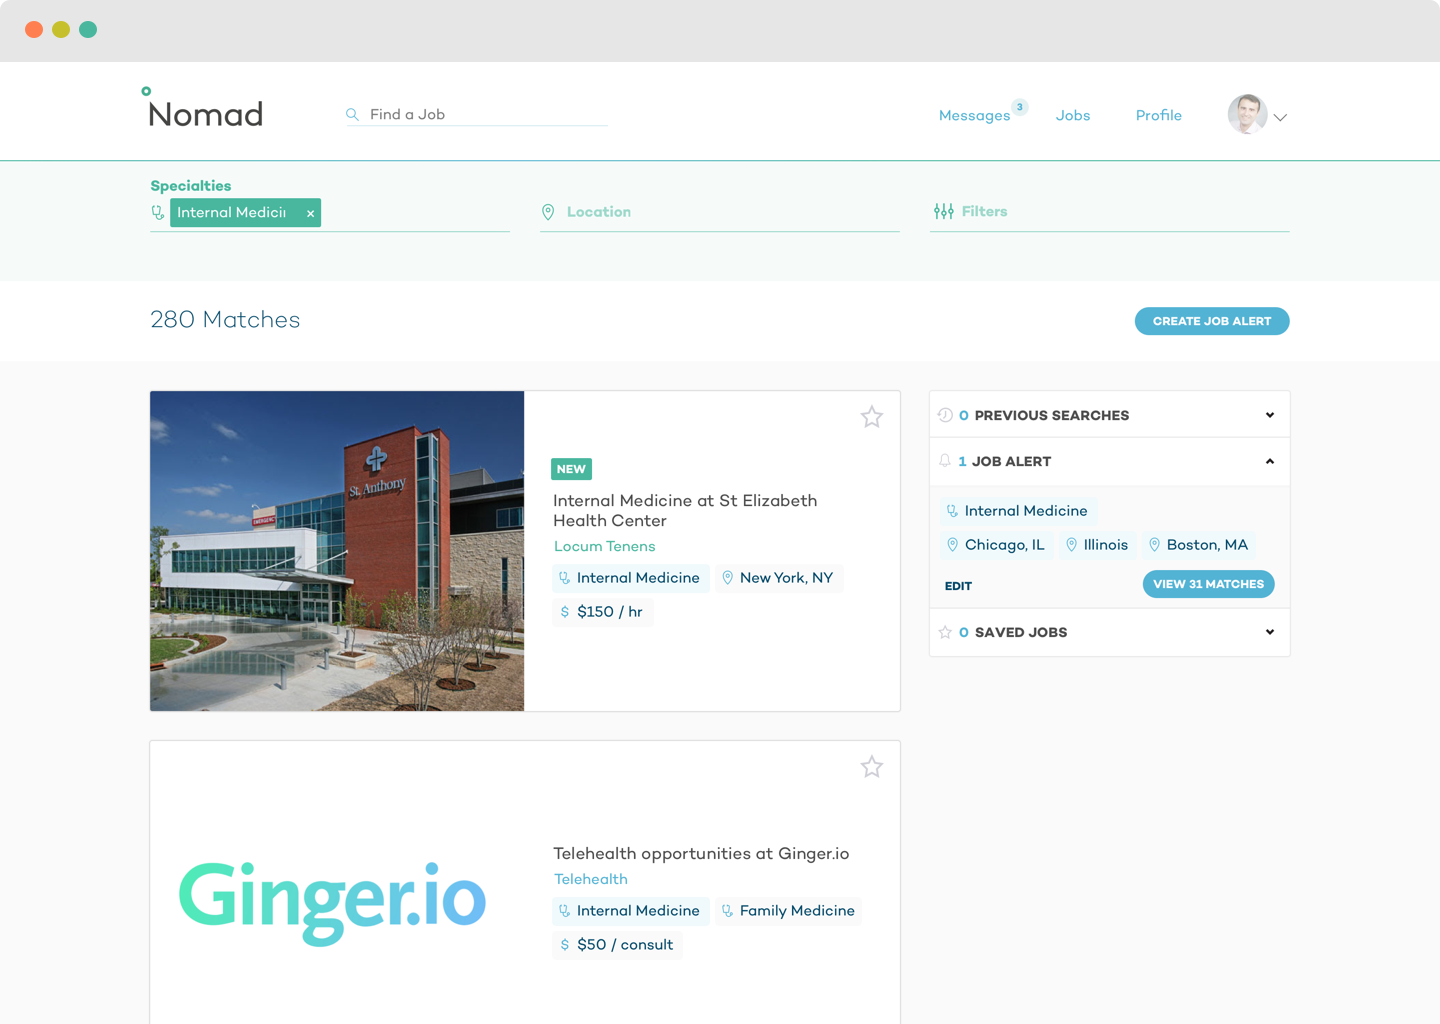 Nomad
Find a Job
Messages 3
Jobs
Profile
Specialties
Internal Medici
×
Location
Filters
280 Matches
CREATE JOB ALERT
St. Anthony
EMERGENCY
NEW
Internal Medicine at St Elizabeth
Health Center
Locum Tenens
Internal Medicine
New York, NY
$ $150 / hr
0 PREVIOUS SEARCHES
1 JOB ALERT
Internal Medicine
Chicago, IL
Illinois
Boston, MA
EDIT
VIEW 31 MATCHES
0 SAVED JOBS
Ginger.io
Telehealth opportunities at Ginger.io
Telehealth
Internal Medicine
Family Medicine
$ $50 / consult